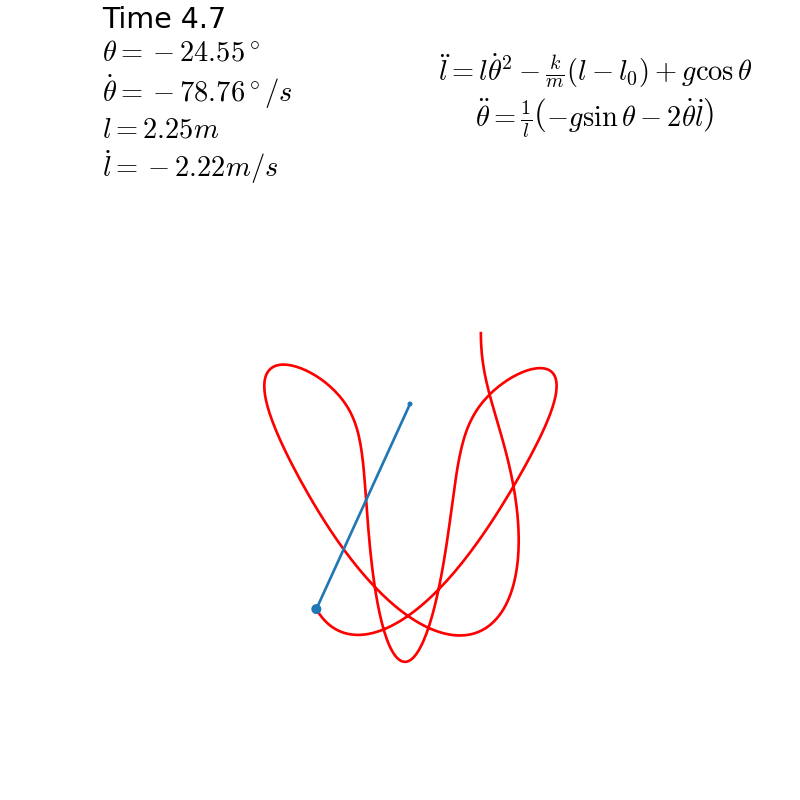 Time 4.7
θ = −24.55°
θ̇ = −78.76°/s
l = 2.25m
l̇ = −2.22m/s
l̈ = lθ̇² − k/m(l − l₀) + g cos θ
θ̈ = 1/l(−g sin θ − 2θ̇l̇)